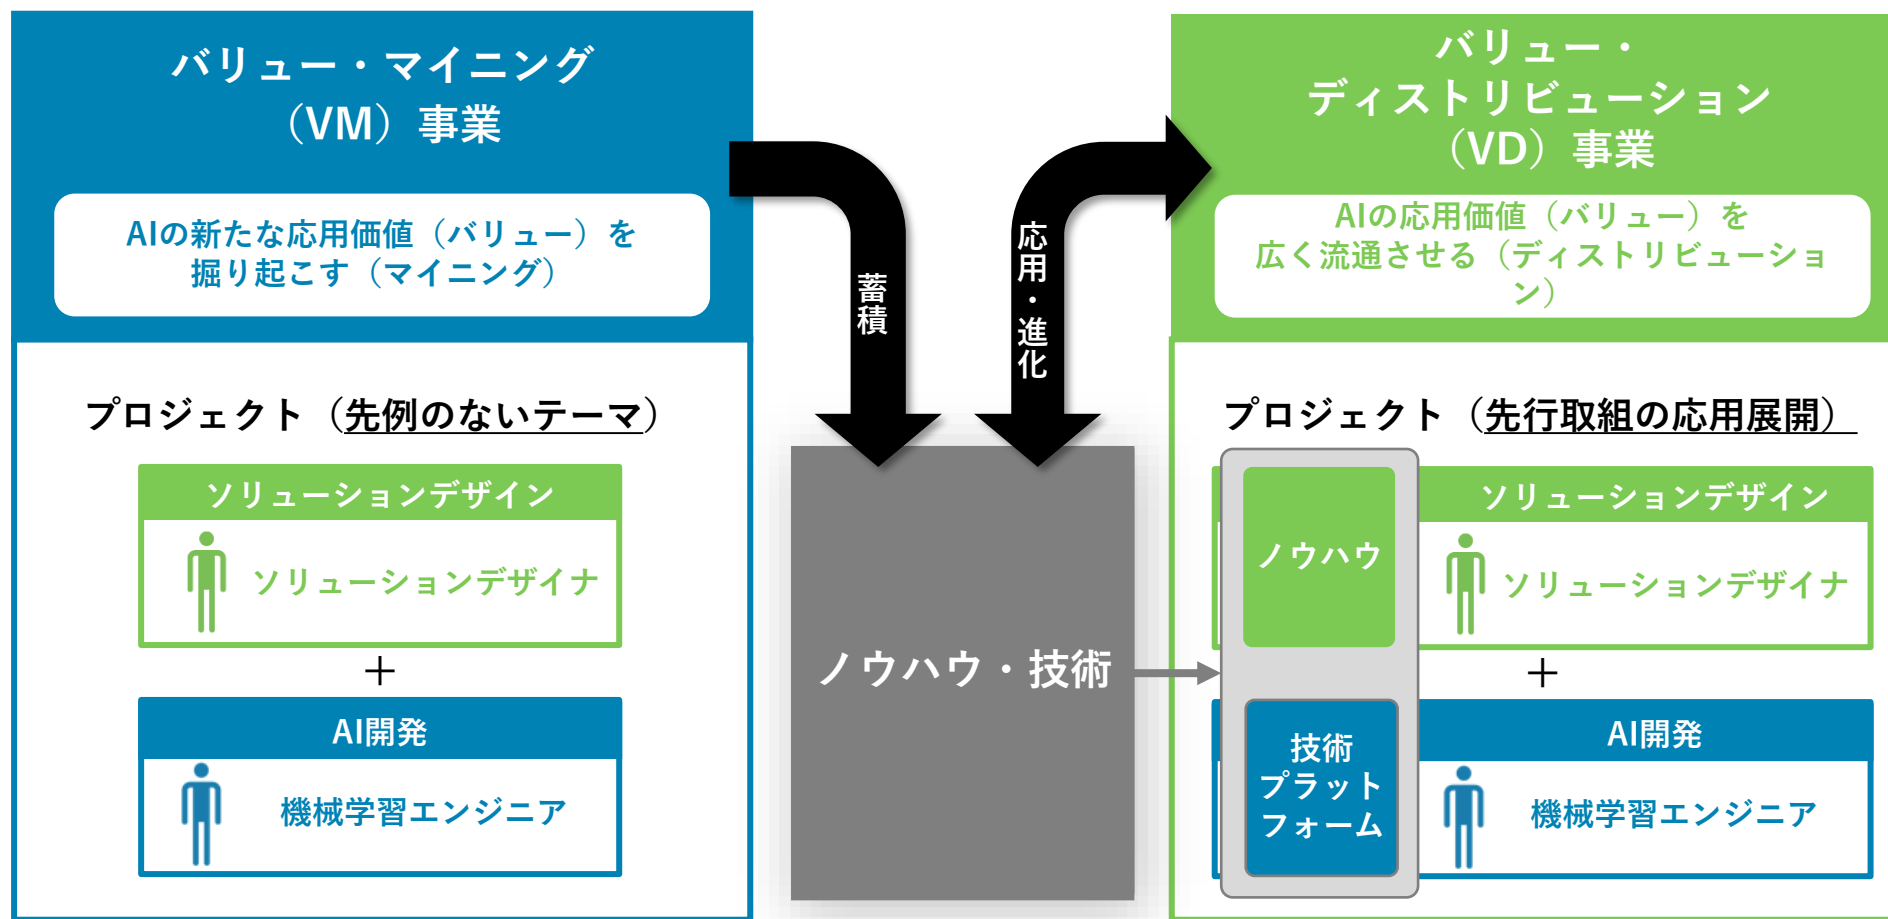 バリュー・マイニング
（VM）事業
AIの新たな応用価値（バリュー）を
掘り起こす（マイニング）
プロジェクト（先例のないテーマ）
ソリューションデザイン
ソリューションデザイナ
＋
AI開発
機械学習エンジニア
蓄積
応用・進化
ノウハウ・技術
バリュー・
ディストリビューション
（VD）事業
AIの応用価値（バリュー）を
広く流通させる（ディストリビューショ
ン）
プロジェクト（先行取組の応用展開）
ノウハウ
ソリューションデザイン
ソリューションデザイナ
＋
技術
プラット
フォーム
AI開発
機械学習エンジニア